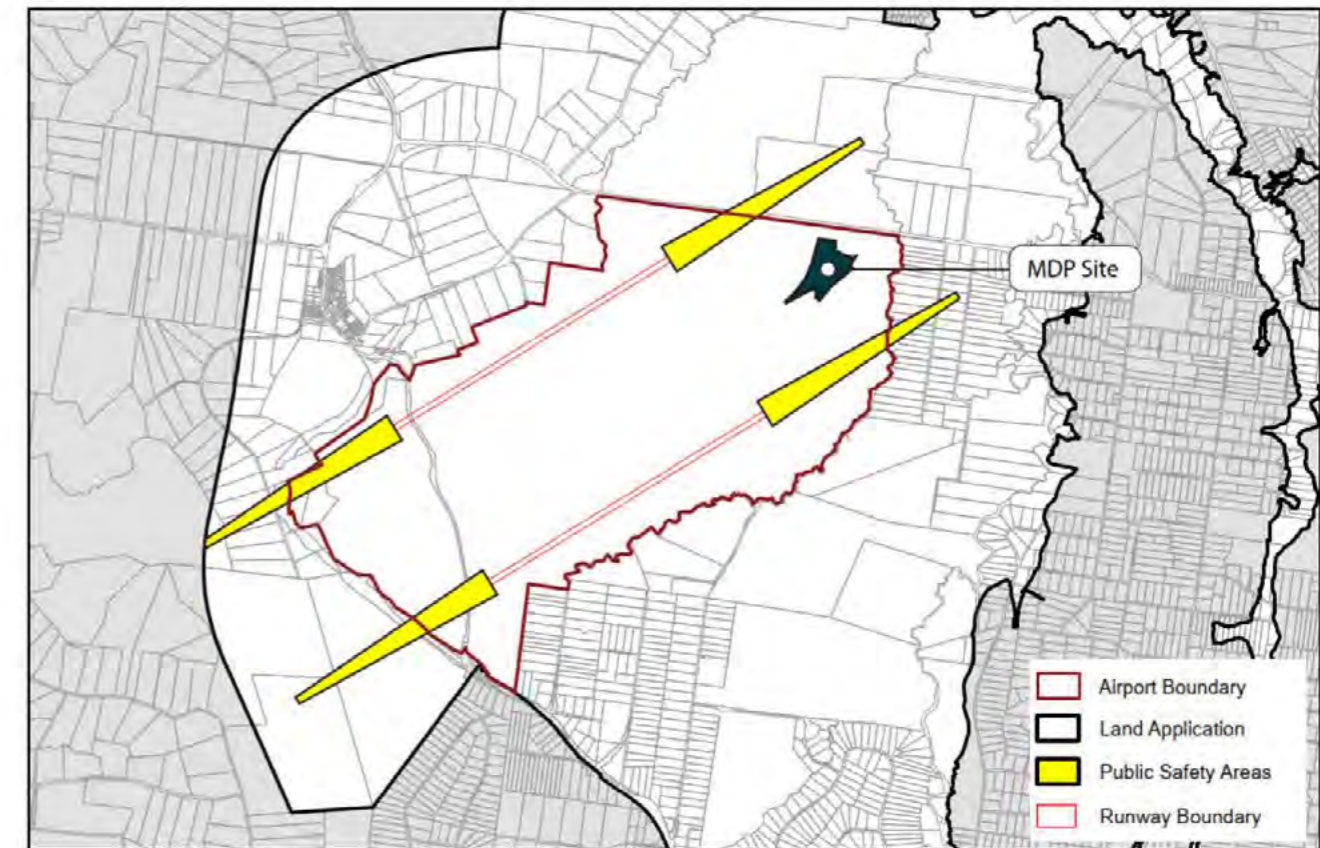 MDP Site
Airport Boundary
Land Application
Public Safety Areas
Runway Boundary